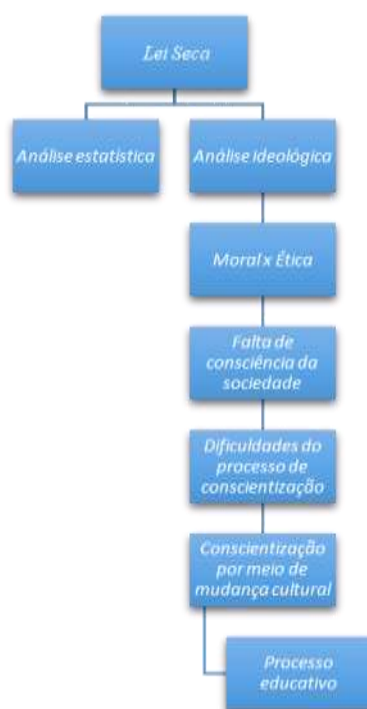 Lei Seca
Análise estatística
Análise ideológica
Moral x Ética
Falta de
consciência da
sociedade
Dificuldades do
processo de
conscientização
Conscientização
por meio de
mudança cultural
Processo
educativo